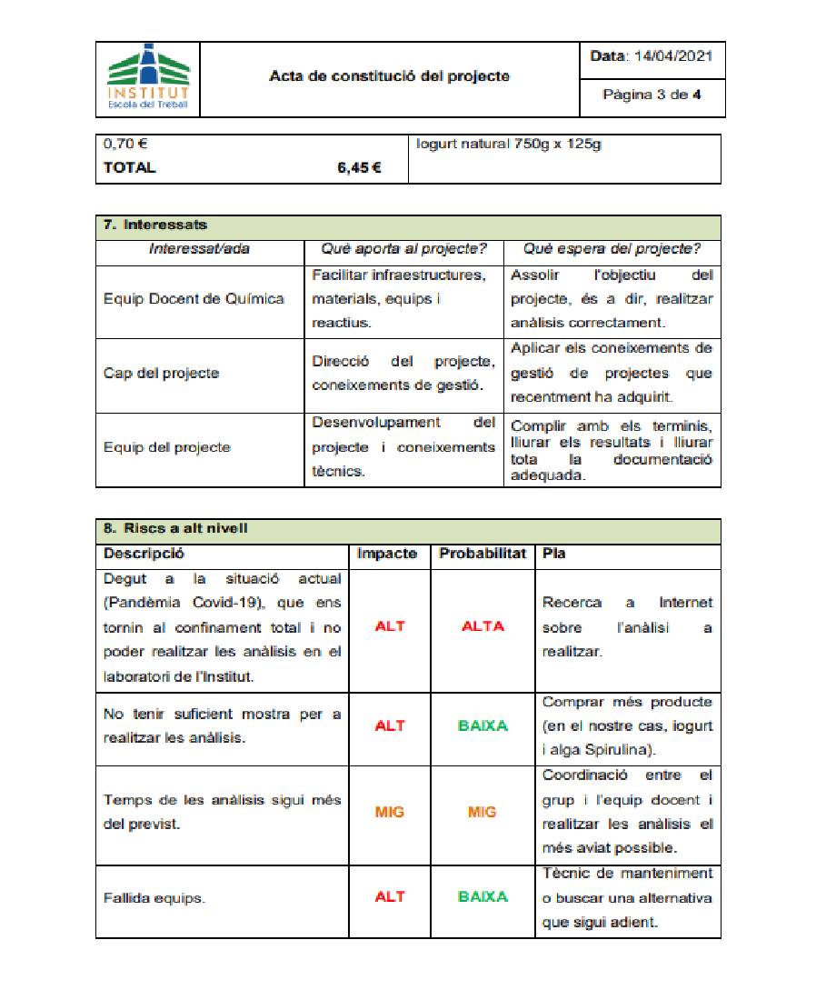 INSTITUT
Escola del Treball
Acta de constitució del projecte
Data: 14/04/2021
Pàgina 3 de 4
0,70 €
TOTAL 6,45 €
Iogurt natural 750g x 125g
7. Interessats
Interessat/ada Què aporta al projecte? Què espera del projecte?
Equip Docent de Química
Facilitar infraestructures,
materials, equips i
reactius.
Assolir l'objectiu del
projecte, és a dir, realitzar
anàlisis correctament.
Cap del projecte
Direcció del projecte,
coneixements de gestió.
Aplicar els coneixements de
gestió de projectes que
recentment ha adquirit.
Equip del projecte
Desenvolupament del
projecte i coneixements
tècnics.
Complir amb els terminis,
lliurar els resultats i lliurar
tota la documentació
adequada.
8. Riscs a alt nivell
Descripció Impacte Probabilitat Pla
Degut a la situació actual
(Pandèmia Covid-19), que ens
tornin al confinament total i no
poder realitzar les anàlisis en el
laboratori de l'Institut.
ALT
ALTA
Recerca a Internet
sobre l'anàlisi a
realitzar.
No tenir suficient mostra per a
realitzar les anàlisis.
ALT
BAIXA
Comprar més producte
(en el nostre cas, iogurt
i alga Spirulina).
Temps de les anàlisis sigui més
del previst.
MIG
MIG
Coordinació entre el
grup i l'equip docent i
realitzar les anàlisis el
més aviat possible.
Fallida equips.
ALT
BAIXA
Tècnic de manteniment
o buscar una alternativa
que sigui adient.